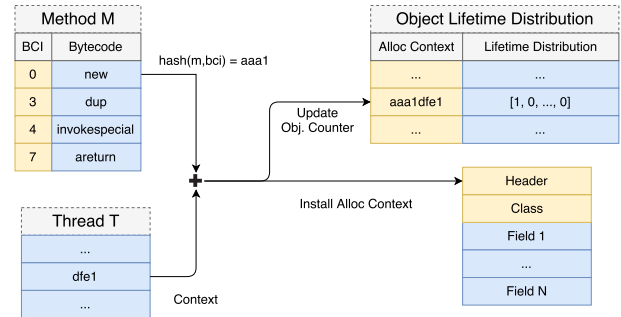 Method M
BCI Bytecode
0 new
3 dup
4 invokespecial
7 areturn
hash(m,bci) = aaa1
Object Lifetime Distribution
Alloc Context Lifetime Distribution
... ...
aaa1dfe1 [1, 0, ..., 0]
... ...
Update
Obj. Counter
Install Alloc Context
Header
Class
Field 1
...
Field N
Thread T
...
dfe1
...
Context